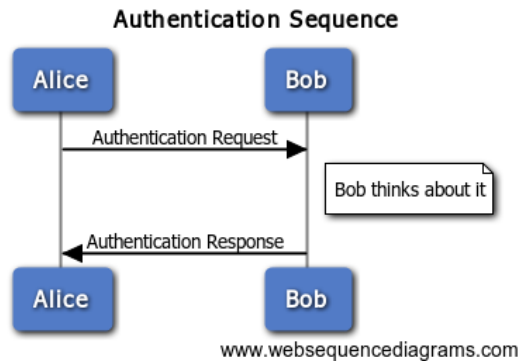 Authentication Sequence
Alice
Bob
Authentication Request
Bob thinks about it
Authentication Response
Alice
Bob
www.websequencediagrams.com